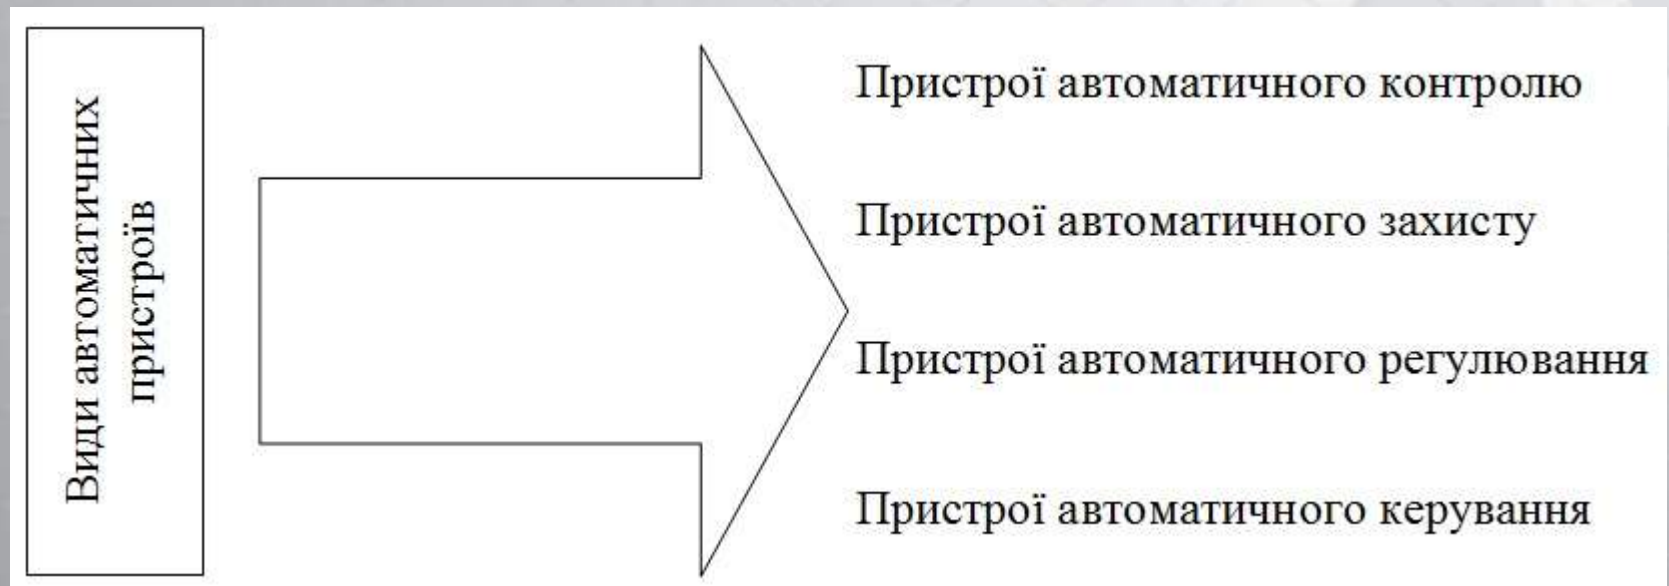 Види автоматичних
пристроїв
Пристрої автоматичного контролю
Пристрої автоматичного захисту
Пристрої автоматичного регулювання
Пристрої автоматичного керування